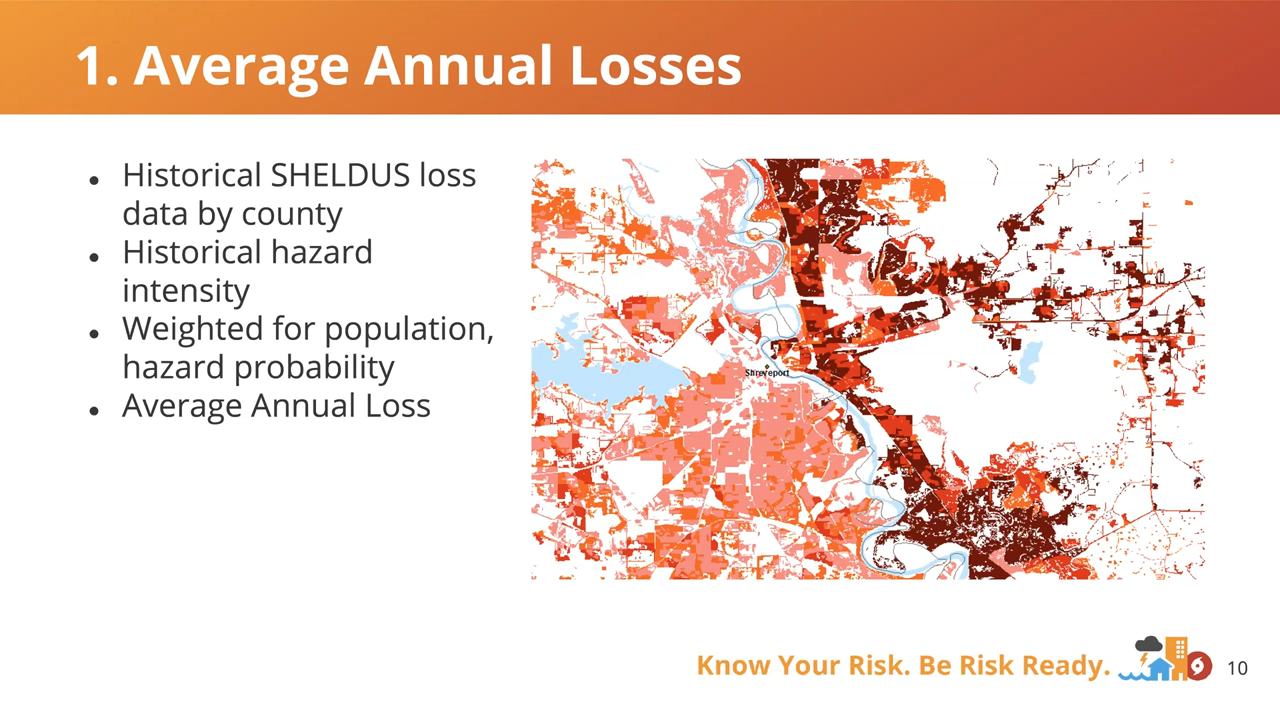 1. Average Annual Losses
• Historical SHELDUS loss
data by county
• Historical hazard
intensity
• Weighted for population,
hazard probability
• Average Annual Loss
Shreveport
Know Your Risk. Be Risk Ready.
10